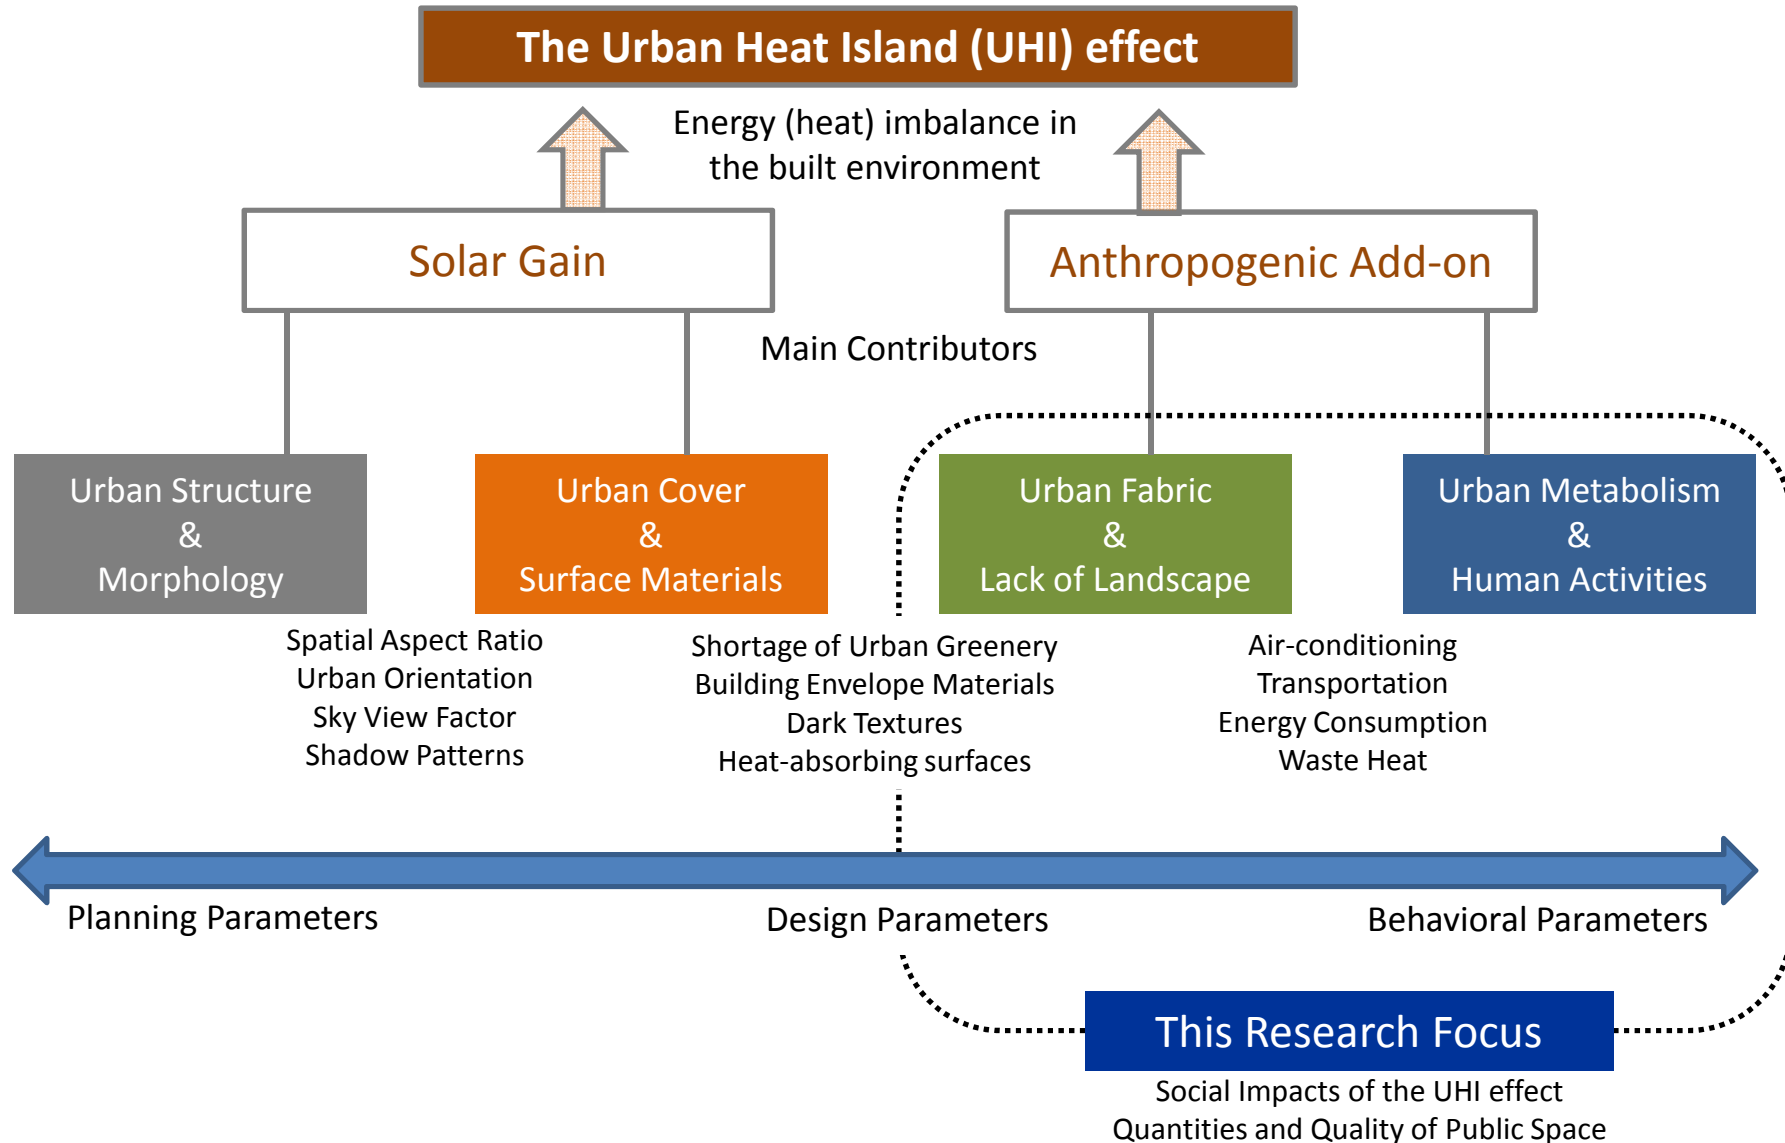 The Urban Heat Island (UHI) effect
Energy (heat) imbalance in
the built environment
Solar Gain
Anthropogenic Add-on
Main Contributors
Urban Structure
&
Morphology
Urban Cover
&
Surface Materials
Urban Fabric
&
Lack of Landscape
Urban Metabolism
&
Human Activities
Spatial Aspect Ratio
Urban Orientation
Sky View Factor
Shadow Patterns
Shortage of Urban Greenery
Building Envelope Materials
Dark Textures
Heat-absorbing surfaces
Air-conditioning
Transportation
Energy Consumption
Waste Heat
Planning Parameters
Design Parameters
Behavioral Parameters
This Research Focus
Social Impacts of the UHI effect
Quantities and Quality of Public Space